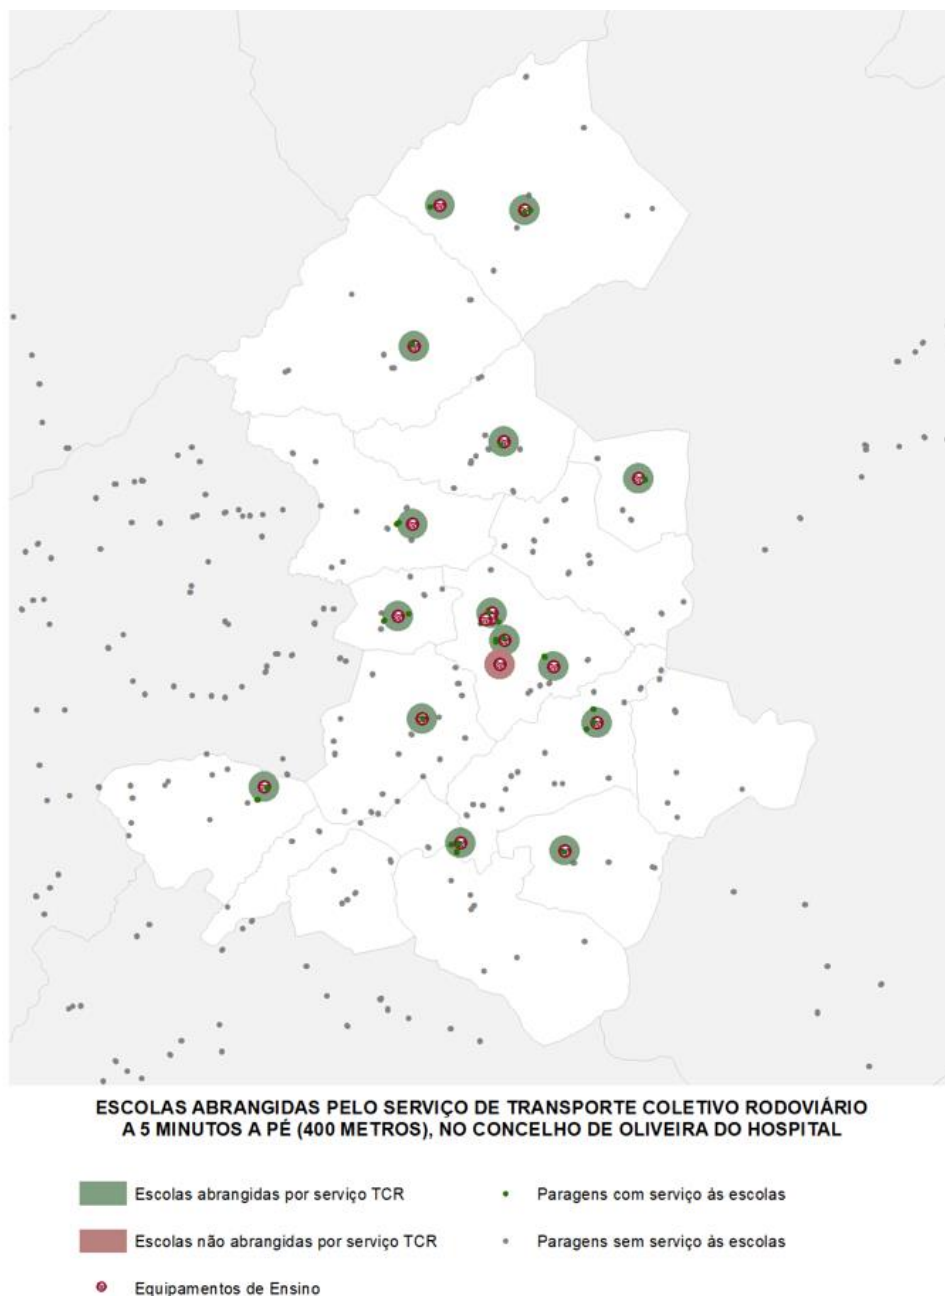 ESCOLAS ABRANGIDAS PELO SERVIÇO DE TRANSPORTE COLETIVO RODOVIÁRIO
A 5 MINUTOS A PÉ (400 METROS), NO CONCELHO DE OLIVEIRA DO HOSPITAL
Escolas abrangidas por serviço TCR
Paragens com serviço às escolas
Escolas não abrangidas por serviço TCR
Paragens sem serviço às escolas
Equipamentos de Ensino